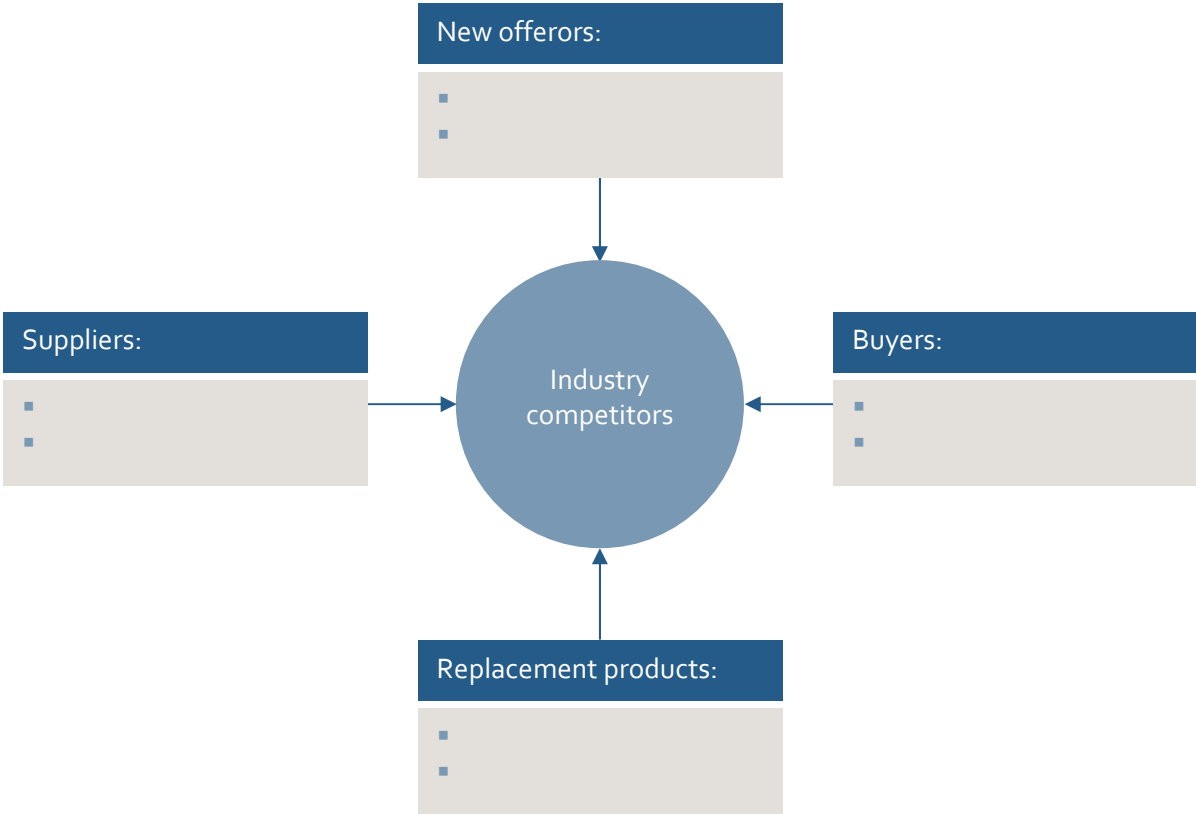 New offerors:
Suppliers:
Industry
competitors
Buyers:
Replacement products: